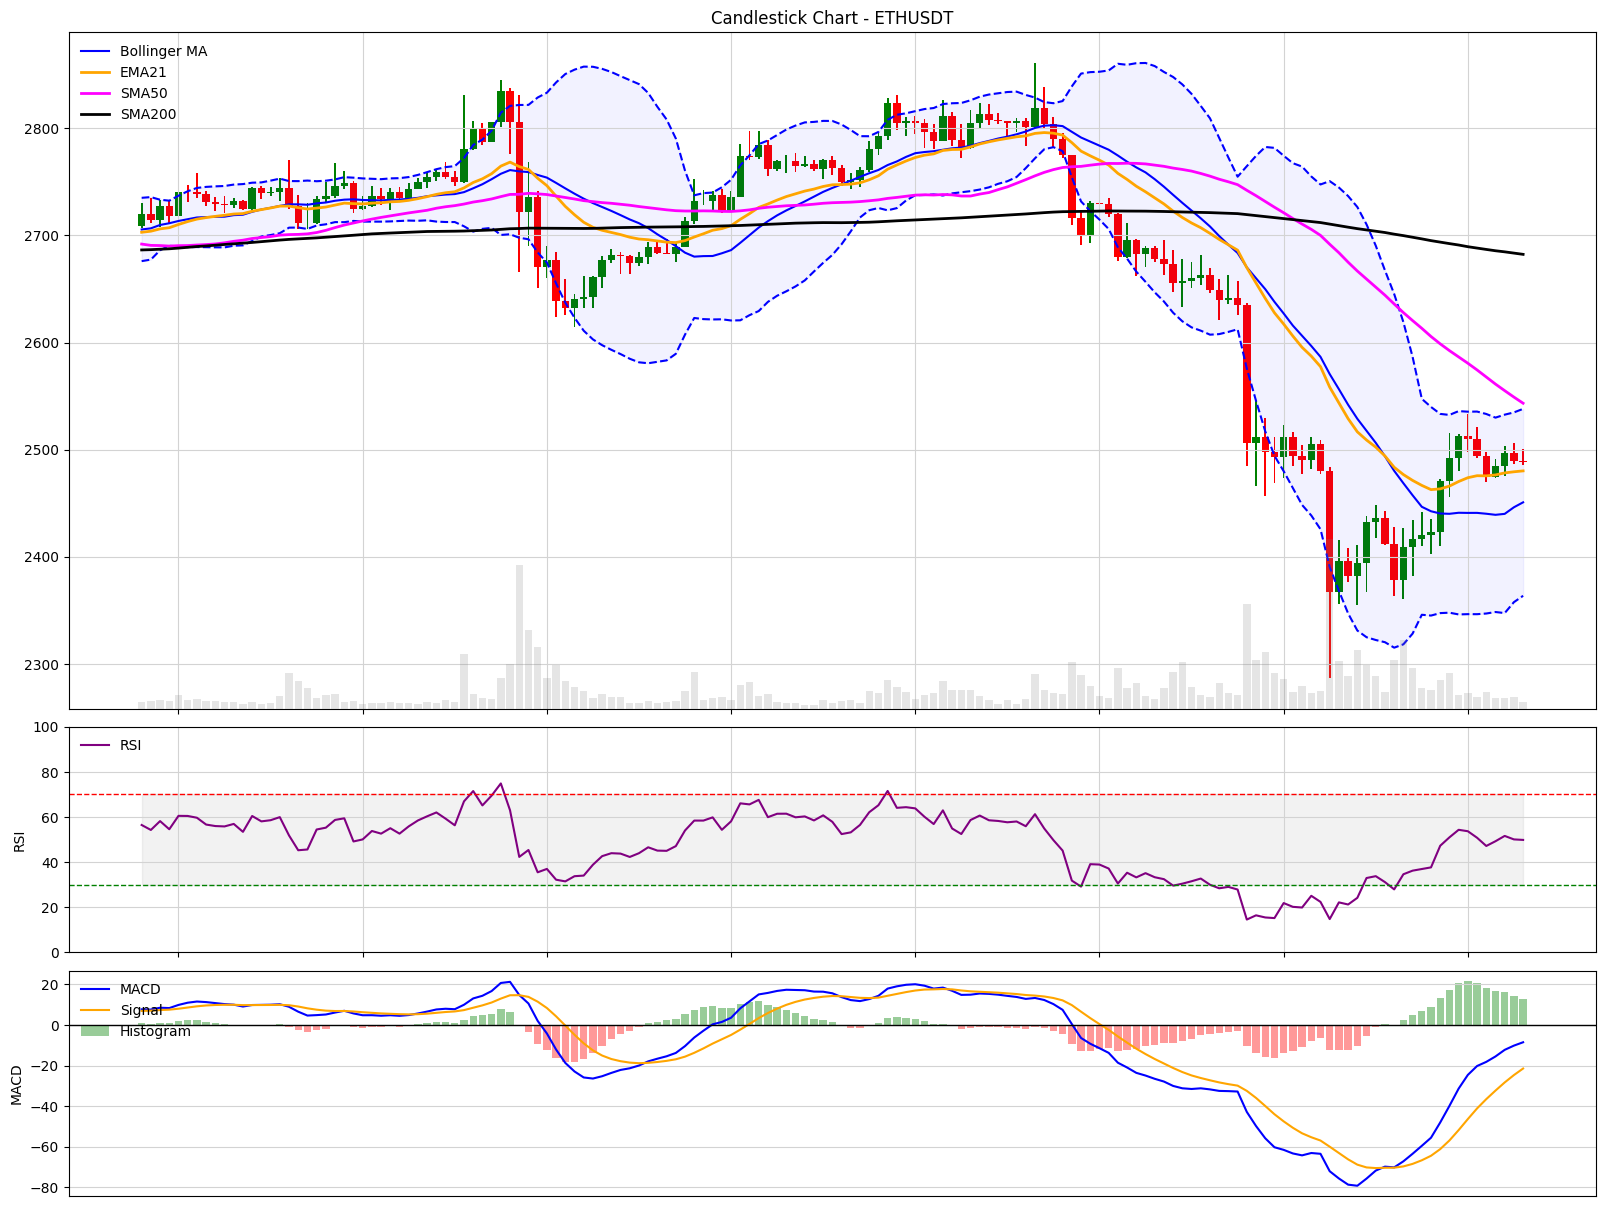 Candlestick Chart - ETHUSDT
Bollinger MA
EMA21
SMA50
SMA200
2800
2700
2600
2500
2400
2300
RSI
100
80
60
40
20
0
RSI
MACD
Signal
Histogram
20
0
−20
−40
−60
−80
MACD